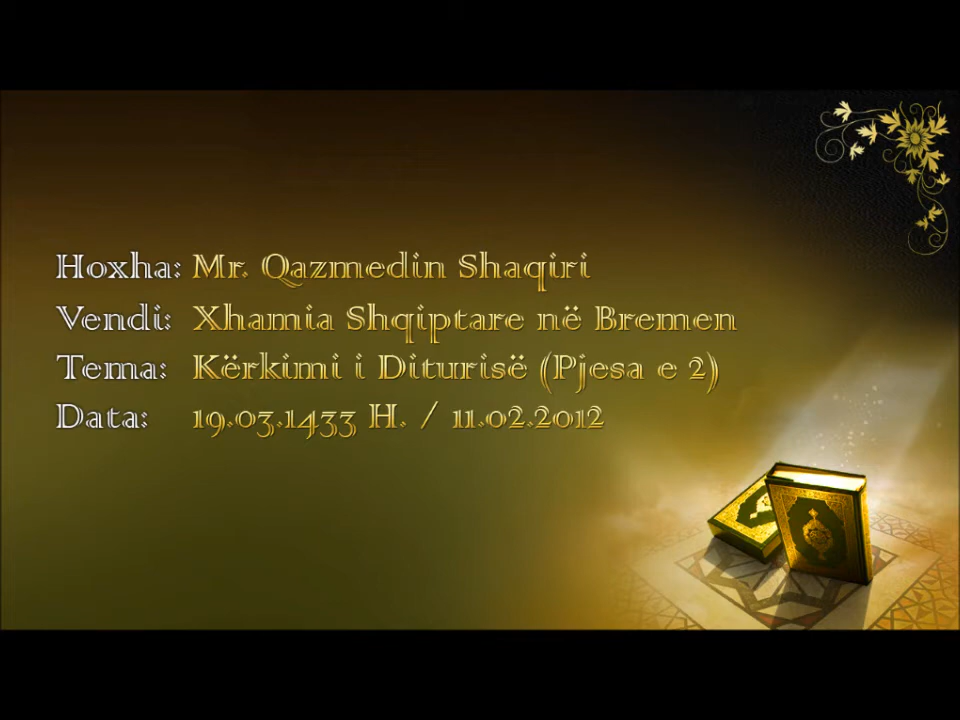 Hoxha: Mr. Qazmedin Shaqiri
Vendi: Xhamia Shqiptare në Bremen
Tema: Kërkimi i Diturisë (Pjesa e 2)
Data: 19.03.1433 H. / 11.02.2012